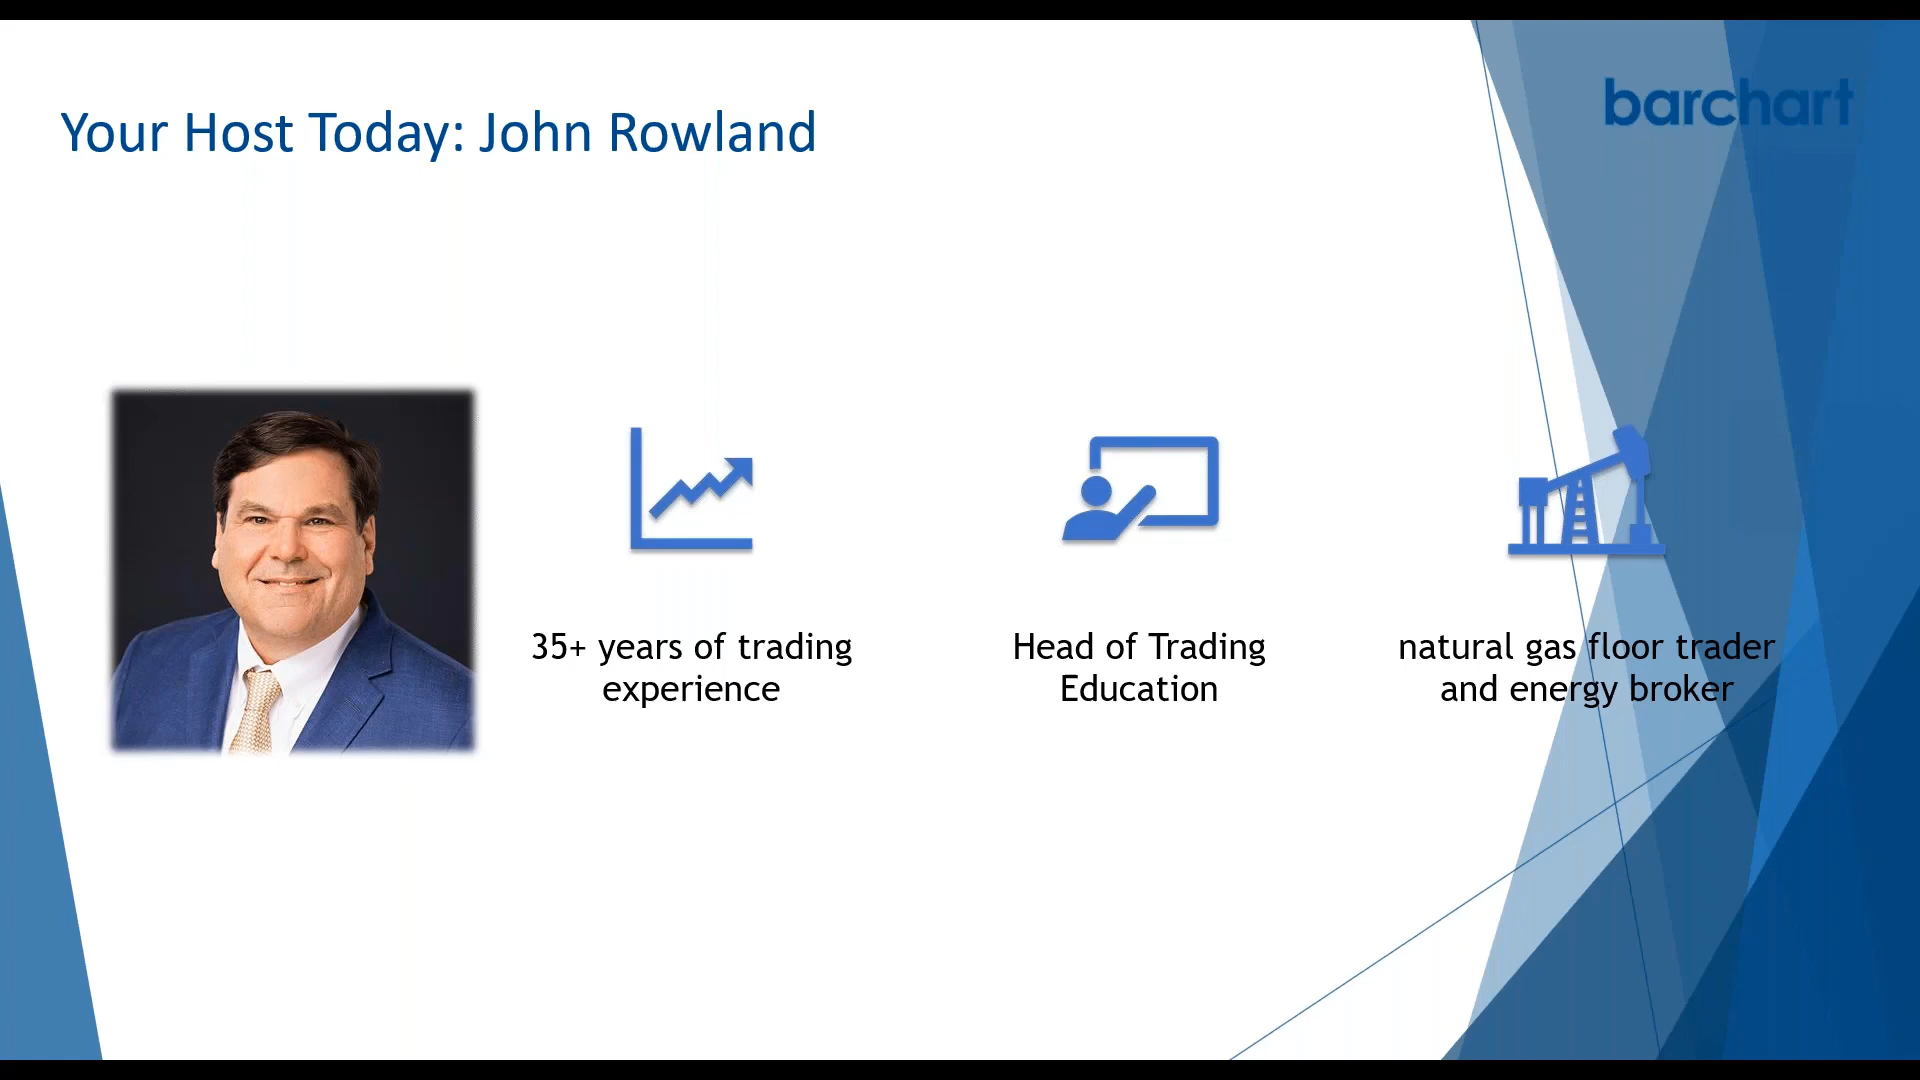 barchart
Your Host Today: John Rowland
35+ years of trading
experience
Head of Trading
Education
natural gas floor trader
and energy broker